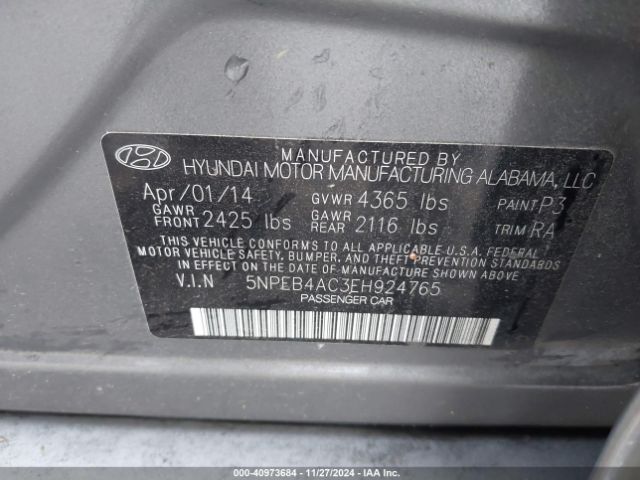 MANUFACTURED BY
HYUNDAI MOTOR MANUFACTURING ALABAMA, LLC
Apr/01/14 GVWR 4365 lbs PAINT P3
GAWR FRONT 2425 lbs GAWR REAR 2116 lbs TRIM RA
THIS VEHICLE CONFORMS TO ALL APPLICABLE U.S.A. FEDERAL
MOTOR VEHICLE SAFETY, BUMPER, AND THEFT PREVENTION STANDARDS
IN EFFECT ON THE DATE OF MANUFACTURE SHOWN ABOVE.
V.I.N 5NPEB4AC3EH924765
PASSENGER CAR
00-40973684 | 11/27/2024 - IAA Inc.